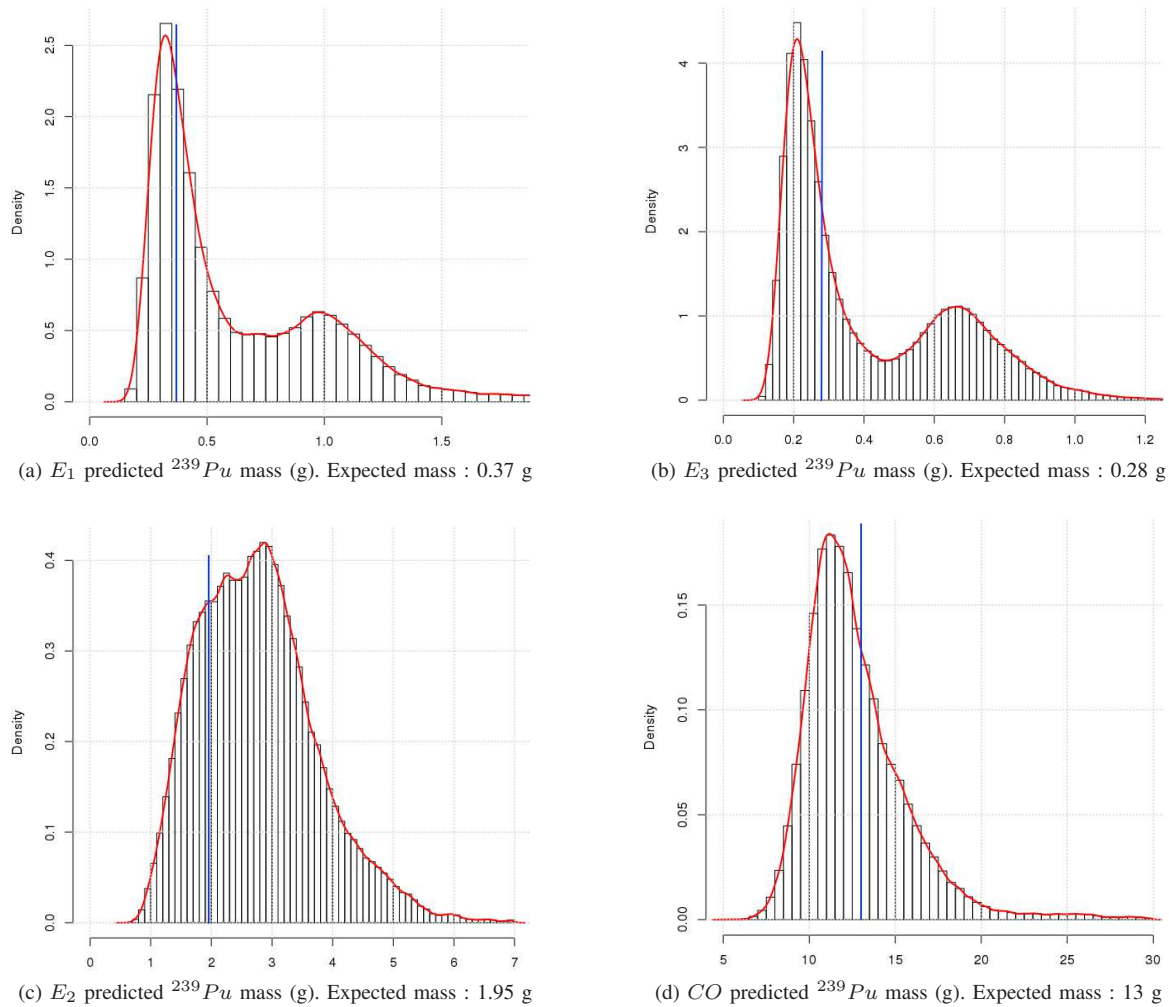 Density
2.5
2.0
1.5
1.0
0.5
0.0
0.0 0.5 1.0 1.5
(a) E₁ predicted ²³⁹Pu mass (g). Expected mass : 0.37 g
Density
4
3
2
1
0
0.0 0.2 0.4 0.6 0.8 1.0 1.2
(b) E₃ predicted ²³⁹Pu mass (g). Expected mass : 0.28 g
Density
0.4
0.3
0.2
0.1
0.0
0 1 2 3 4 5 6 7
(c) E₂ predicted ²³⁹Pu mass (g). Expected mass : 1.95 g
Density
0.15
0.10
0.05
0.00
5 10 15 20 25 30
(d) CO predicted ²³⁹Pu mass (g). Expected mass : 13 g